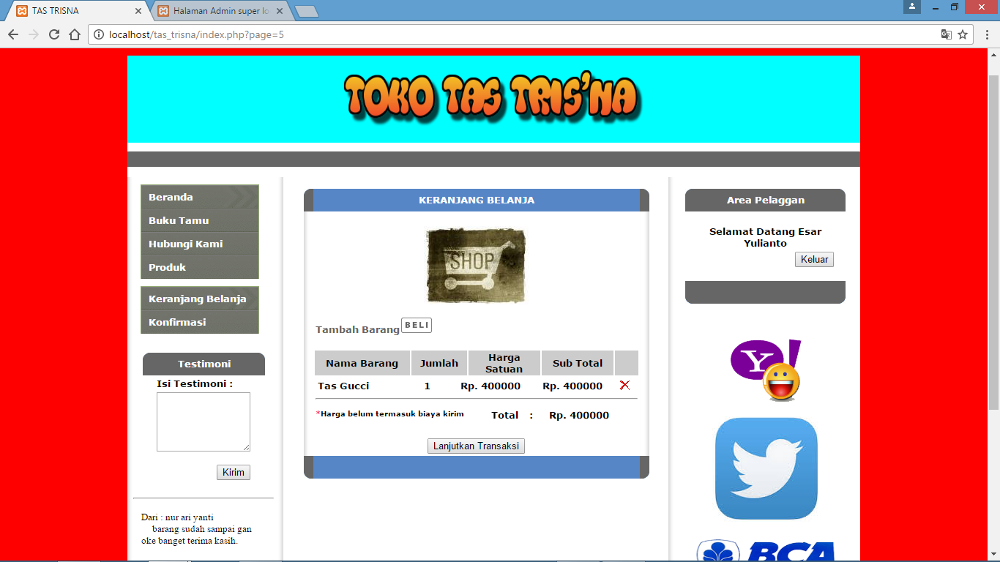 TAS TRISNA
Halaman Admin super lo
localhost/tas_trisna/index.php?page=5
TOKO TAS TRIS'NA
Beranda
Buku Tamu
Hubungi Kami
Produk
Keranjang Belanja
Konfirmasi
Testimoni
Isi Testimoni :
Kirim
Dari : nur ari yanti
barang sudah sampai gan
oke banget terima kasih.
KERANJANG BELANJA
SHOP
Tambah Barang BELI
Nama Barang Jumlah Harga Satuan Sub Total
Tas Gucci 1 Rp. 400000 Rp. 400000
*Harga belum termasuk biaya kirim Total : Rp. 400000
Lanjutkan Transaksi
Area Pelaggan
Selamat Datang Esar
Yulianto
Keluar
Y!
BCA